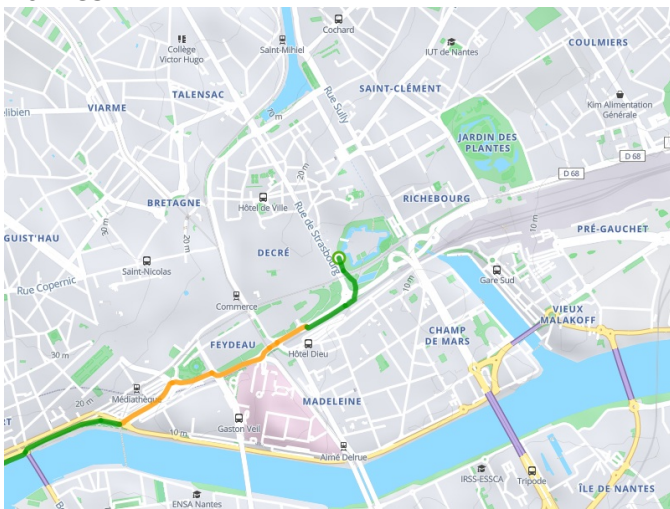 Cochard
Collège
Victor Hugo
Saint-Mihiel
IUT de Nantes
COULMIERS
TALENSAC
SAINT-CLÉMENT
Kim Alimentation
Générale
VIARME
70 m
Rue Sully
JARDIN DES
PLANTES
D 68
D 68
20 m
BRETAGNE
Hôtel de Ville
RICHEBOURG
Rue de Strasbourg
10 m
PRÉ-GAUCHET
30 m
20 m
GUIST'HAU
DECRÉ
Saint-Nicolas
Gare Sud
Rue Copernic
10 m
Commerce
VIEUX
MALAKOFF
FEYDEAU
CHAMP
DE MARS
30 m
Hôtel Dieu
Médiathèque
20 m
MADELEINE
10 m
Gaston Veil
Aimé Delrue
IRSS-ESSCA
Tripode
ÎLE DE NANTES
ENSA Nantes